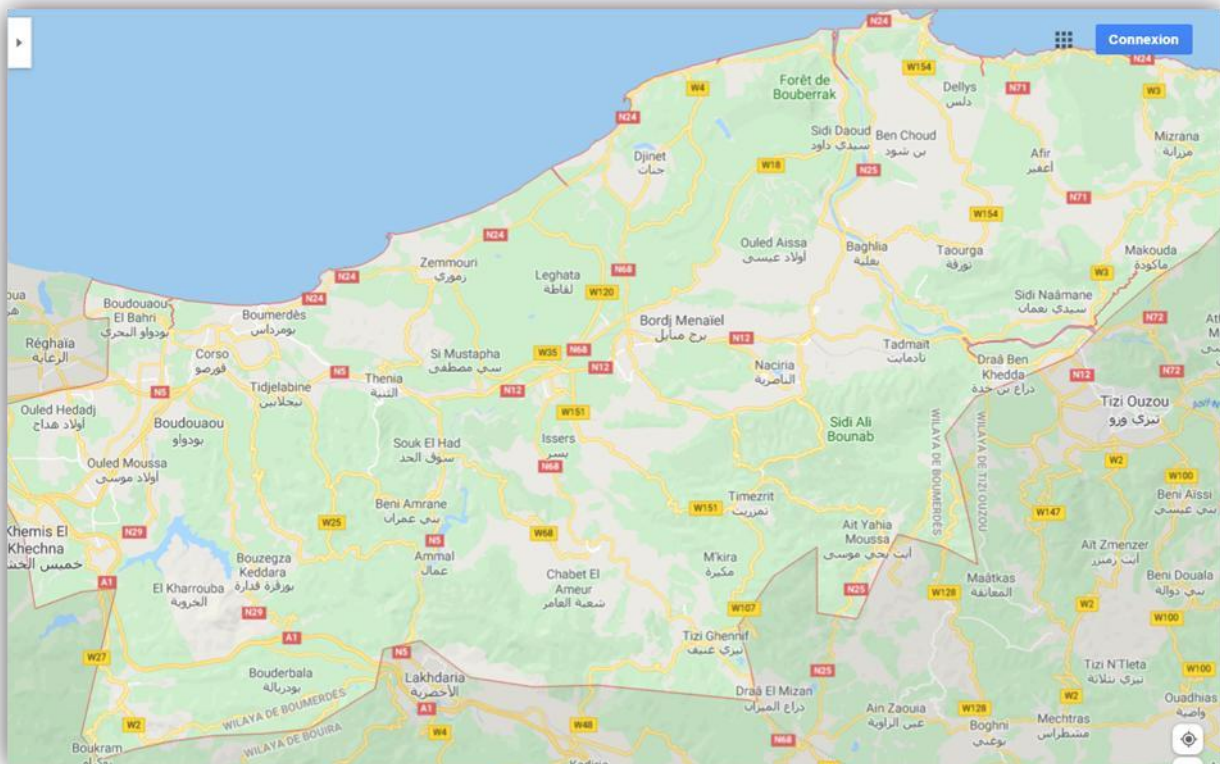 Connexion
N24
N24
W154
Dellys
دلس
N71
W3
Forêt de
Bouberrak
W4
N24
Sidi Daoud
سيدي داود
Ben Choud
بن شود
Mizrana
مزرانة
Afir
أعفير
Djinet
جنات
W18
N25
N71
W154
N24
Zemmouri
زموري
Ouled Aissa
اولاد عيسى
Baghlia
بغلية
Taourga
تورقة
Makouda
ماكودة
Leghata
لقاطة
N68
W120
W3
N24
N24
Boudouaou
El Bahri
بودواو البحري
Boumerdès
بومرداس
Sidi Naâmane
سيدي نعمان
Bordj Menaïel
برج منايل
N72
Réghaïa
الرغاية
Corso
قورصو
Si Mustapha
سي مصطفى
W35
N68
N12
N12
Tadmaït
تادمايت
Naciria
الناصرية
Draâ Ben
Khedda
دراع بن خدة
N12
N72
N5
Tidjelabine
تيجلابين
N5
Thenia
الثنية
N12
Tizi Ouzou
تيزي وزو
Ouled Hedadj
أولاد هداج
Boudouaou
بودواو
W151
Sidi Ali
Bounab
WILAYA DE BOUMERDÈS
WILAYA DE TIZI OUZOU
Souk El Had
سوق الحد
Issers
يسر
N68
Ouled Moussa
أولاد موسى
W2
W100
Beni Aissi
بني عيسي
Timezrit
تمزريت
W151
Beni Amrane
بني عمران
W147
Khemis El
Khechna
N29
W25
N5
W68
Ait Yahia
Moussa
آيت يحي موسى
Aït Zmenzer
Bouzegza
Keddara
بوزقزة قدارة
Ammal
عمال
M'kira
مكيرة
A1
El Kharrouba
الخروبة
Chabet El
Ameur
شعبة العامر
N25
W128
Maâtkas
المعاتقة
Beni Douala
بني دوالة
N29
W107
W2
W100
A1
Tizi Ghennif
تيزي غنيف
W27
N5
Bouderbala
بودربالة
Lakhdaria
الأخضرية
N25
Tizi N'Tleta
تيزي نثلاثة
W100
Draâ El Mizan
دراع الميزان
W2
Ouadhias
واضية
WILAYA DE BOUMERDÈS
A1
W128
Ain Zaouia
عين الزاوية
W2
WILAYA DE BOUIRA
W4
W48
Boghni
بوغني
Mechtras
مشطراس
Boukram
N68